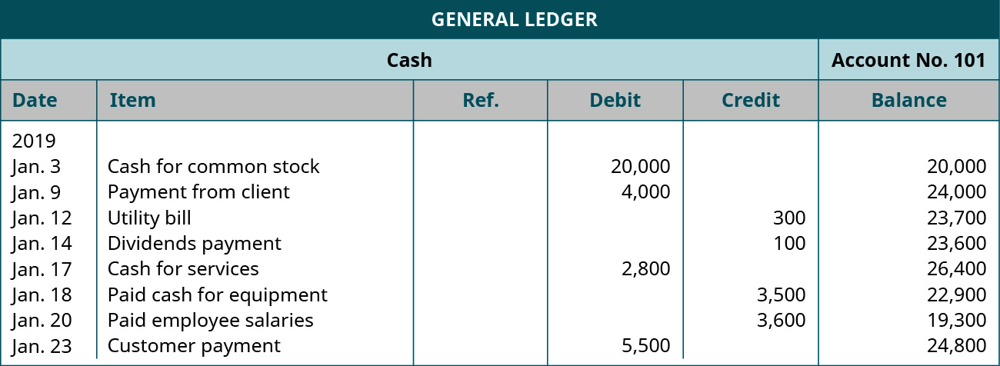 GENERAL LEDGER
Cash Account No. 101
Date Item Ref. Debit Credit Balance
2019
Jan. 3 Cash for common stock 20,000 20,000
Jan. 9 Payment from client 4,000 24,000
Jan. 12 Utility bill 300 23,700
Jan. 14 Dividends payment 100 23,600
Jan. 17 Cash for services 2,800 26,400
Jan. 18 Paid cash for equipment 3,500 22,900
Jan. 20 Paid employee salaries 3,600 19,300
Jan. 23 Customer payment 5,500 24,800